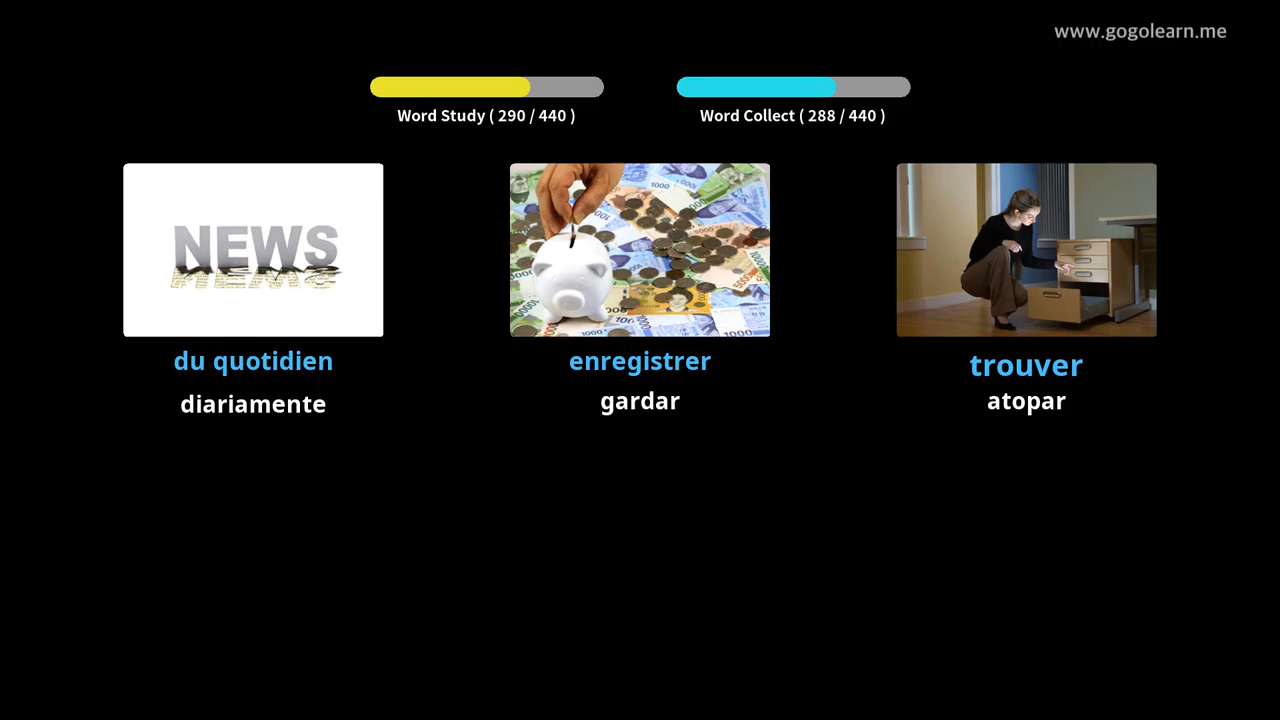 www.gogolearn.me
Word Study ( 290 / 440 )
Word Collect ( 288 / 440 )
NEWS
du quotidien
diariamente
enregistrer
gardar
trouver
atopar